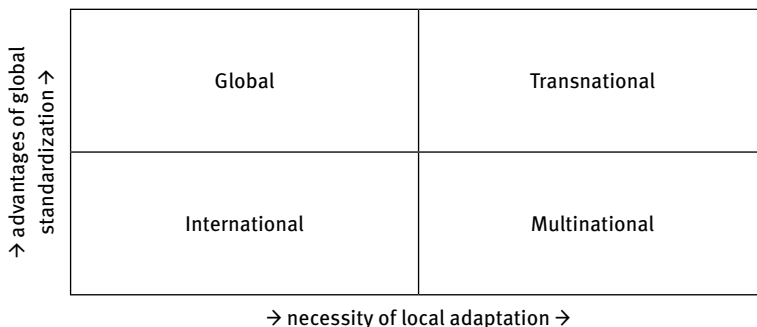 → advantages of global
standardization →
Global
Transnational
International
Multinational
→ necessity of local adaptation →